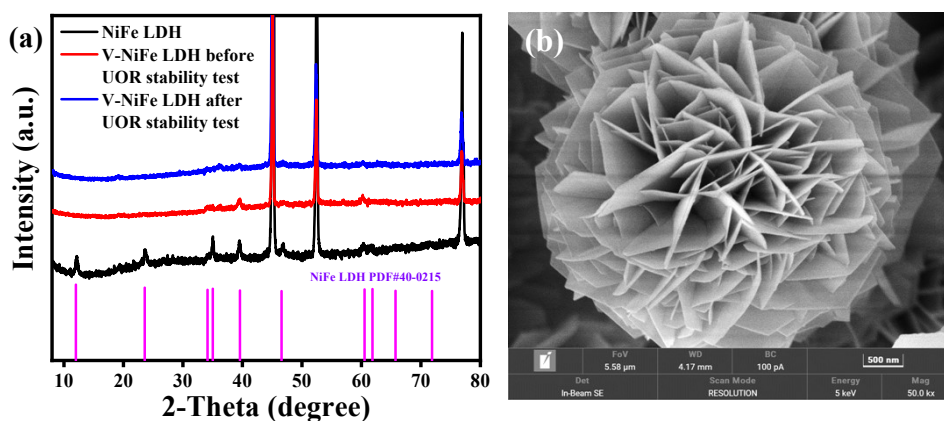 (a)
NiFe LDH
V-NiFe LDH before
UOR stability test
V-NiFe LDH after
UOR stability test
Intensity (a.u.)
NiFe LDH PDF#40-0215
10 20 30 40 50 60 70 80
2-Theta (degree)
(b)
500 nm
FoV WD BC
5.58 µm 4.17 mm 100 pA
Det Scan Mode Energy Mag
In-Beam SE RESOLUTION 5 keV 50.0 kx